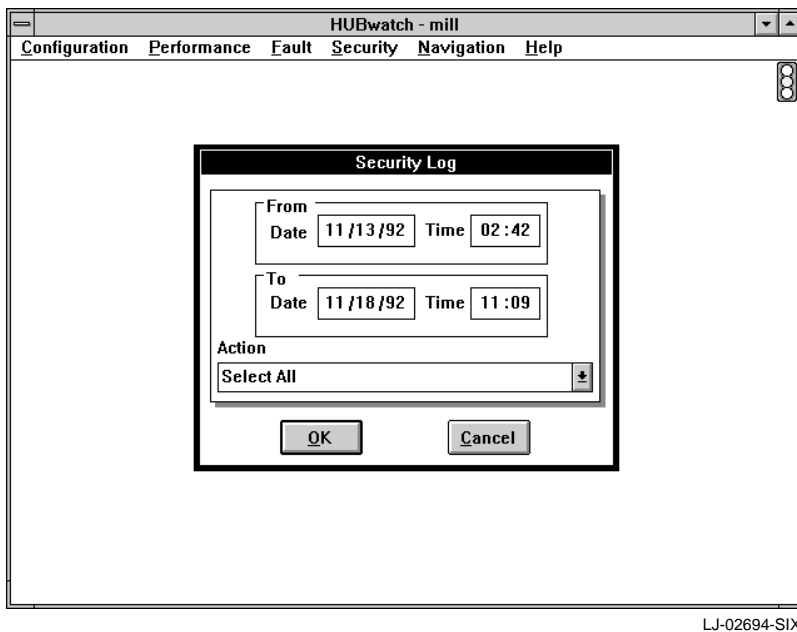 HUBwatch - mill
Configuration Performance Fault Security Navigation Help
Security Log
From
Date 11/13/92 Time 02:42
To
Date 11/18/92 Time 11:09
Action
Select All
OK Cancel
LJ-02694-SIX